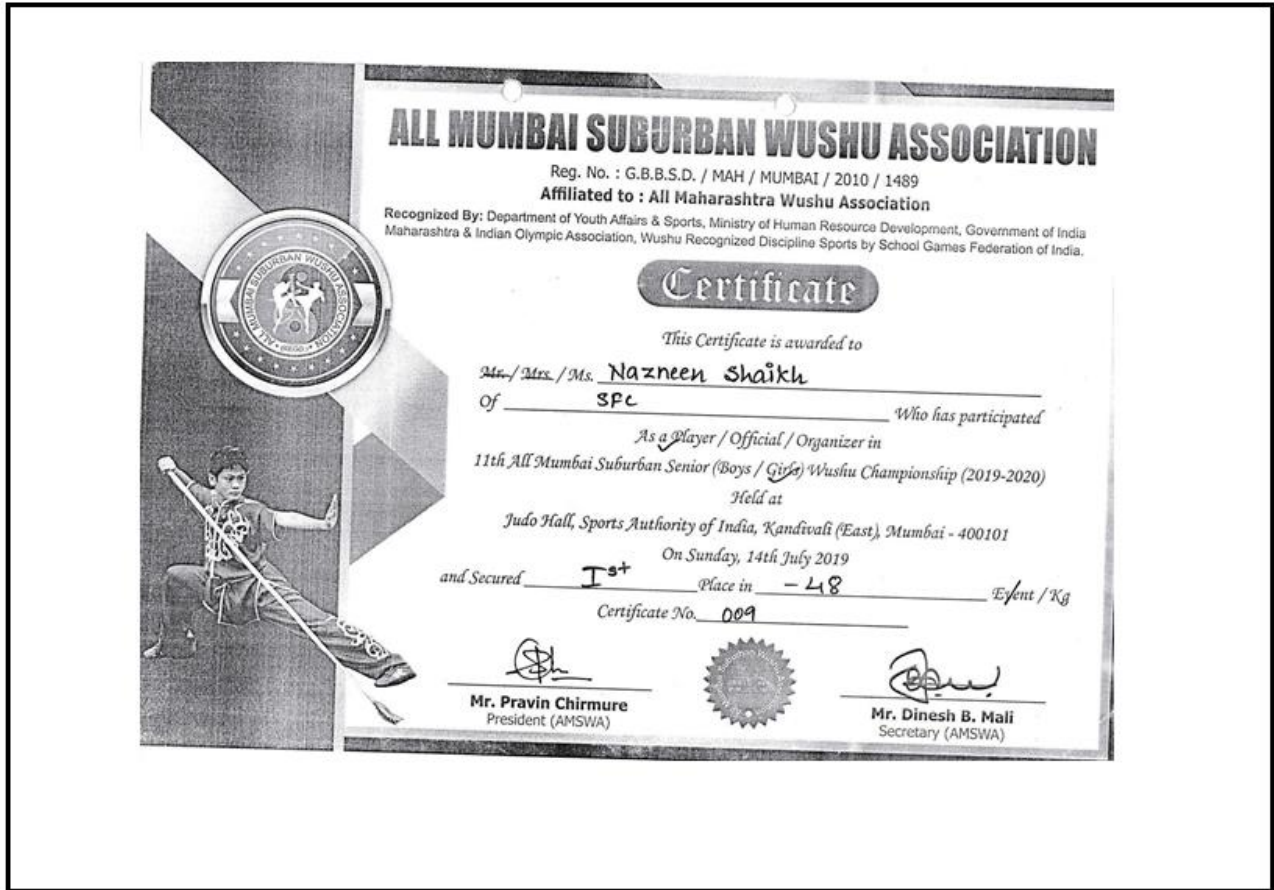 ALL MUMBAI SUBURBAN WUSHU ASSOCIATION
Reg. No. : G.B.B.S.D. / MAH / MUMBAI / 2010 / 1489
Affiliated to : All Maharashtra Wushu Association
Recognized By: Department of Youth Affairs & Sports, Ministry of Human Resource Development, Government of India
Maharashtra & Indian Olympic Association, Wushu Recognized Discipline Sports by School Games Federation of India.
ALL MUMBAI SUBURBAN WUSHU ASSOCIATION
Certificate
This Certificate is awarded to
Mr. / Mrs. / Ms. Nazneen Shaikh
Of SFC Who has participated
As a Player / Official / Organizer in
11th All Mumbai Suburban Senior (Boys / Girls) Wushu Championship (2019-2020)
Held at
Judo Hall, Sports Authority of India, Kandivali (East), Mumbai - 400101
On Sunday, 14th July 2019
and Secured Ist Place in - 48 Event / Kg
Certificate No. 009
Mr. Pravin Chirmure
President (AMSWA)
Mr. Dinesh B. Mali
Secretary (AMSWA)